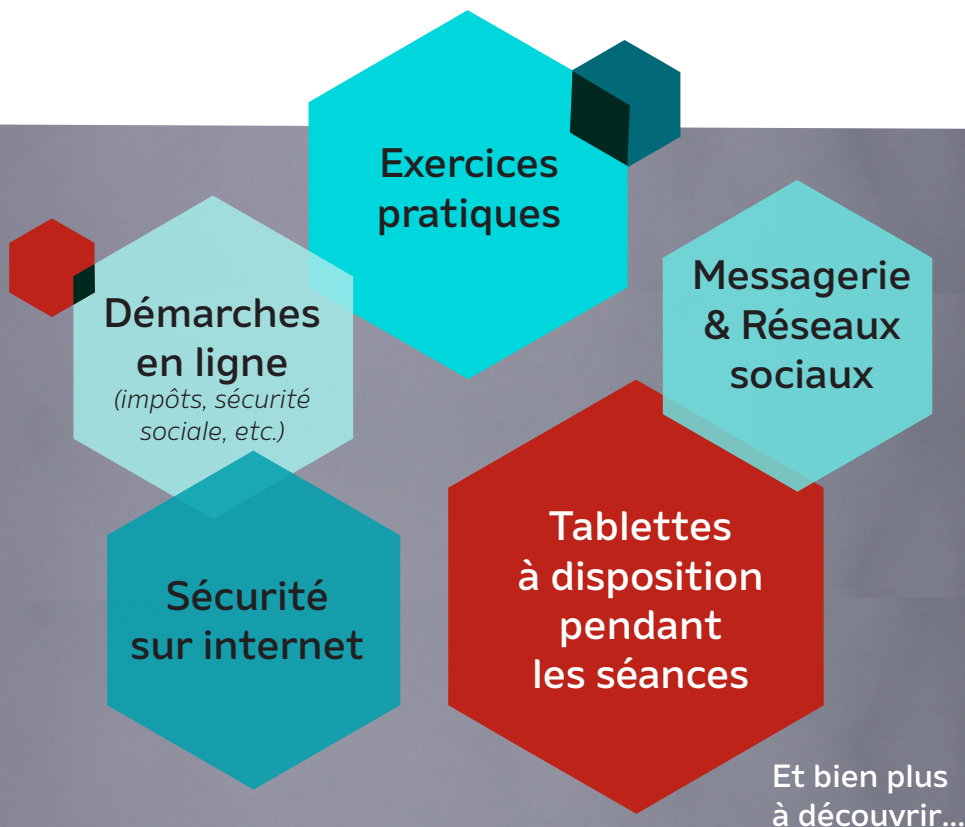 Exercices
pratiques
Messagerie
& Réseaux
sociaux
Démarches
en ligne
(impôts, sécurité
sociale, etc.)
Tablettes
à disposition
pendant
les séances
Sécurité
sur internet
Et bien plus
à découvrir...